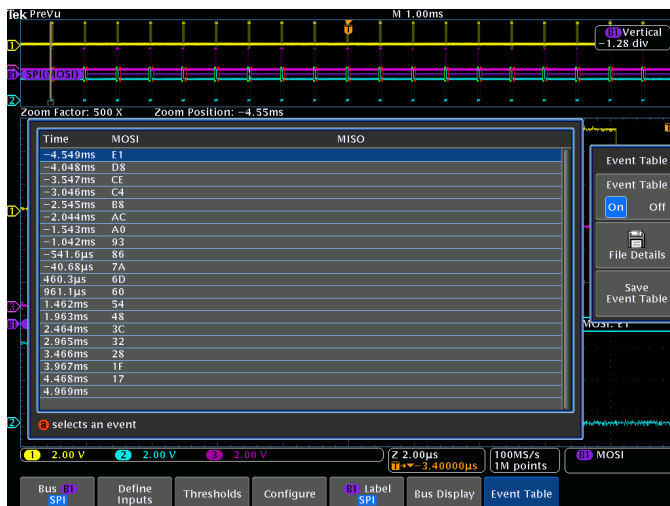 Tek PreVu M 1.00ms
B1 Vertical
−1.28 div
1
B1 SPI(MOSI)
2
Zoom Factor: 500 X Zoom Position: −4.55ms
Time MOSI MISO
−4.549ms E1
−4.048ms D8
−3.547ms CE
−3.046ms C4
−2.545ms B8
−2.044ms AC
−1.543ms A0
−1.042ms 93
−541.6µs 86
−40.68µs 7A
460.3µs 6D
961.1µs 60
1.462ms 54
1.963ms 48
2.464ms 3C
2.965ms 32
3.466ms 28
3.967ms 1F
4.468ms 17
4.969ms
a selects an event
1
3
B1
2
MOSI: E1
Event Table
Event Table
On Off
File Details
Save
Event Table
1 2.00 V 2 2.00 V 3 2.00 V
Z 2.00µs
T→▼−3.40000µs
100MS/s
1M points
B1 MOSI
Bus B1
SPI
Define
Inputs
Thresholds
Configure
B1 Label
SPI
Bus Display
Event Table